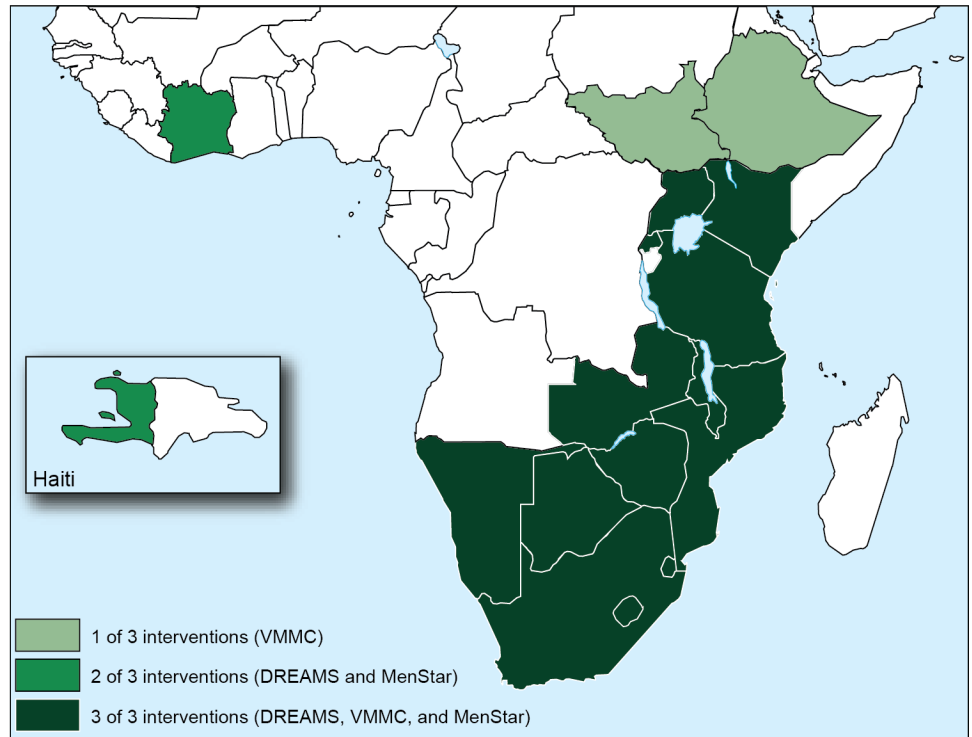 Haiti
1 of 3 interventions (VMMC)
2 of 3 interventions (DREAMS and MenStar)
3 of 3 interventions (DREAMS, VMMC, and MenStar)